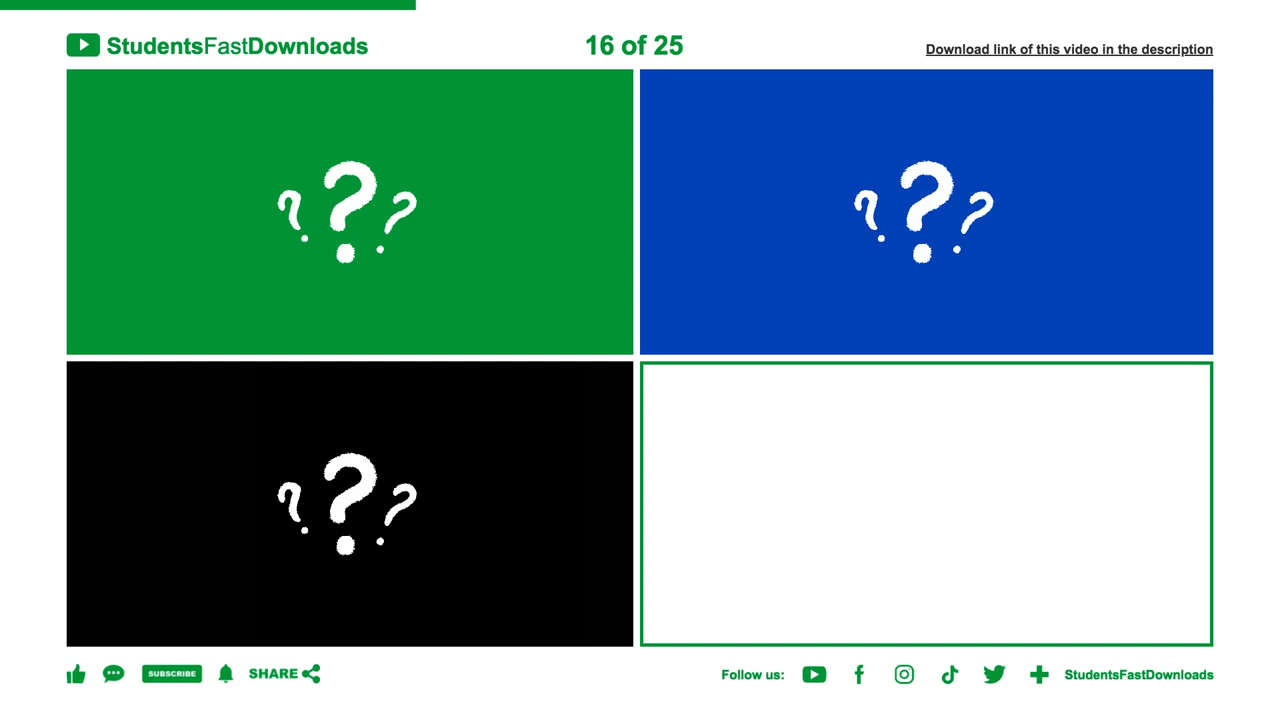 StudentsFastDownloads
16 of 25
Download link of this video in the description
???
???
???
SUBSCRIBE
SHARE
Follow us:
StudentsFastDownloads